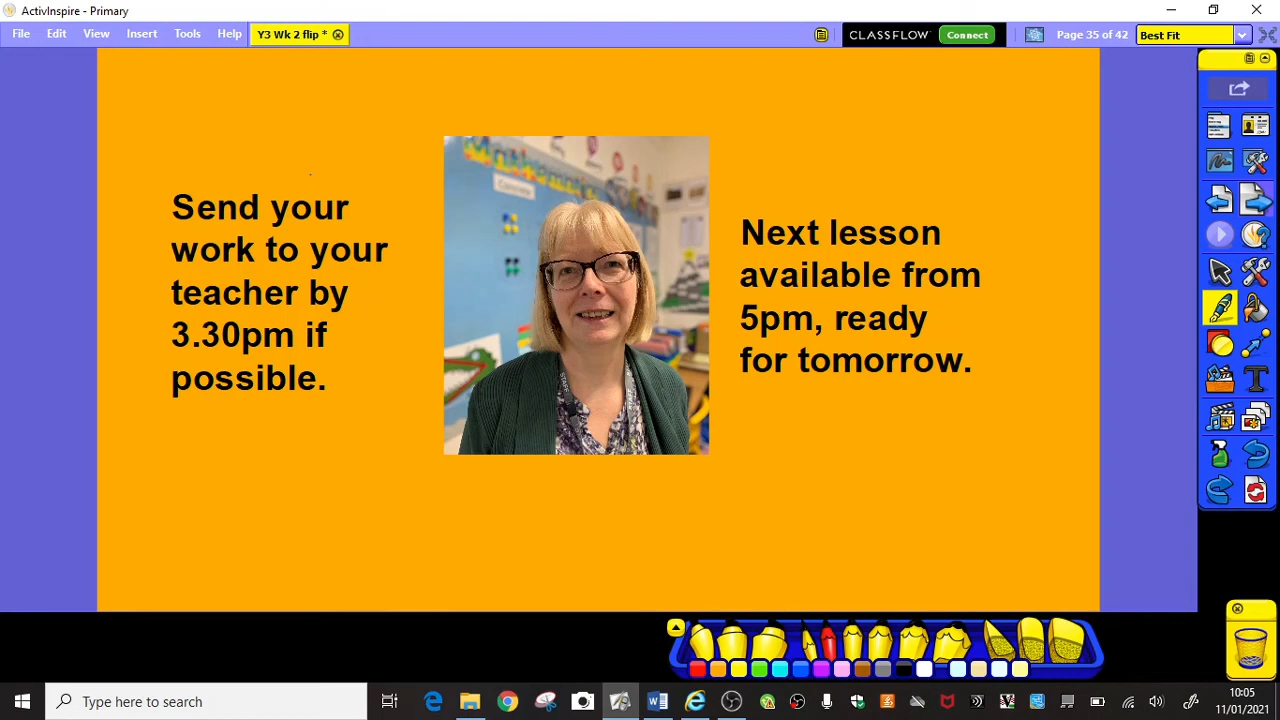 ActivInspire - Primary
File Edit View Insert Tools Help
Y3 Wk 2 flip *
CLASSFLOW Connect
Page 35 of 42
Best Fit
Send your
work to your
teacher by
3.30pm if
possible.
Next lesson
available from
5pm, ready
for tomorrow.
Type here to search
10:05
11/01/2021